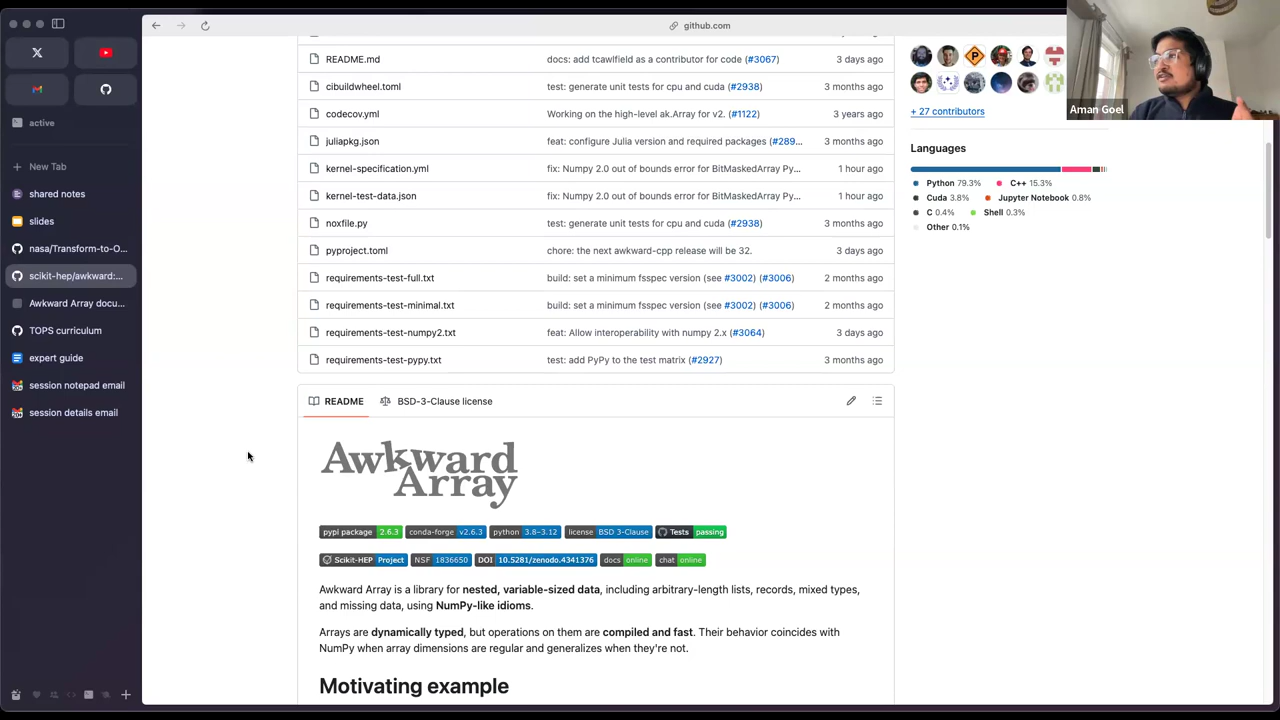 github.com
active
New Tab
shared notes
slides
nasa/Transform-to-O...
scikit-hep/awkward:...
Awkward Array docu...
TOPS curriculum
expert guide
session notepad email
session details email
README.md docs: add tcawlfield as a contributor for code (#3067) 3 days ago
cibuildwheel.toml test: generate unit tests for cpu and cuda (#2938) 3 months ago
codecov.yml Working on the high-level ak.Array for v2. (#1122) 3 years ago
juliapkg.json feat: configure Julia version and required packages (#289... 3 months ago
kernel-specification.yml fix: Numpy 2.0 out of bounds error for BitMaskedArray Py... 1 hour ago
kernel-test-data.json fix: Numpy 2.0 out of bounds error for BitMaskedArray Py... 1 hour ago
noxfile.py test: generate unit tests for cpu and cuda (#2938) 3 months ago
pyproject.toml chore: the next awkward-cpp release will be 32. 3 days ago
requirements-test-full.txt build: set a minimum fsspec version (see #3002) (#3006) 2 months ago
requirements-test-minimal.txt build: set a minimum fsspec version (see #3002) (#3006) 2 months ago
requirements-test-numpy2.txt feat: Allow interoperability with numpy 2.x (#3064) 3 days ago
requirements-test-pypy.txt test: add PyPy to the test matrix (#2927) 3 months ago
README BSD-3-Clause license
Awkward
Array
pypi package 2.6.3 conda-forge v2.6.3 python 3.8–3.12 license BSD 3-Clause Tests passing
Scikit-HEP Project NSF 1836650 DOI 10.5281/zenodo.4341376 docs online chat online
Awkward Array is a library for nested, variable-sized data, including arbitrary-length lists, records, mixed types,
and missing data, using NumPy-like idioms.
Arrays are dynamically typed, but operations on them are compiled and fast. Their behavior coincides with
NumPy when array dimensions are regular and generalizes when they're not.
Motivating example
+ 27 contributors
Languages
Python 79.3% C++ 15.3%
Cuda 3.8% Jupyter Notebook 0.8%
C 0.4% Shell 0.3%
Other 0.1%
Aman Goel